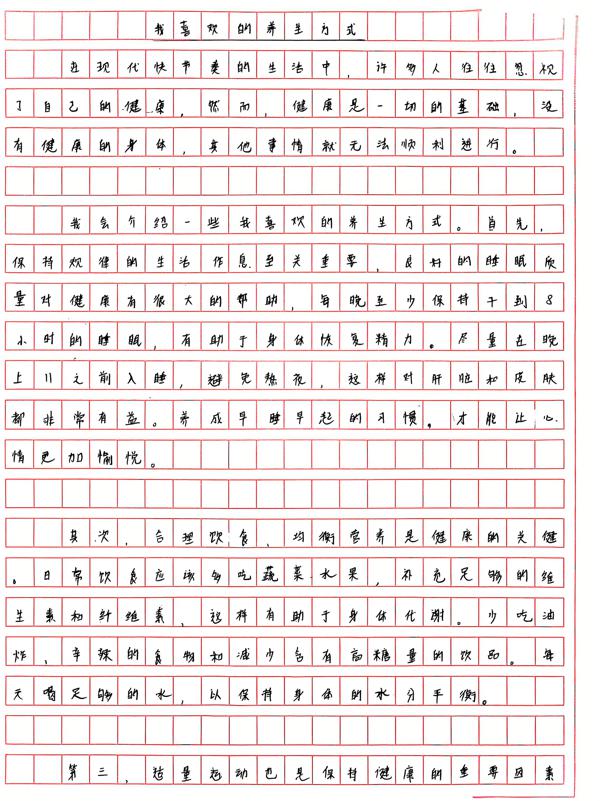 我喜欢的养生方式
在现代快节奏的生活中，许多人往往忽视
了自己的健康，然而，健康是一切的基础，没
有健康的身体，其他事情就无法顺利进行。
我会介绍一些我喜欢的养生方式。首先，
保持规律的生活作息至关重要，良好的睡眠质
量对健康有很大的帮助，每晚至少保持7到8
小时的睡眠，有助于身体恢复精力。尽量在晚
上11之前入睡，避免熬夜，这样对肝脏和皮肤
都非常有益。养成早睡早起的习惯。才能让心
情更加愉悦。
其次，合理饮食，均衡营养是健康的关健
。日常饮食应该多吃蔬菜水果，补充足够的维
生素和纤维素，这样有助于身体代谢。少吃油
炸，辛辣的食物和减少含有高糖量的饮品。每
天喝足够的水，以保持身体的水分平衡。
第三，适量运动也是保持健康的重要因素